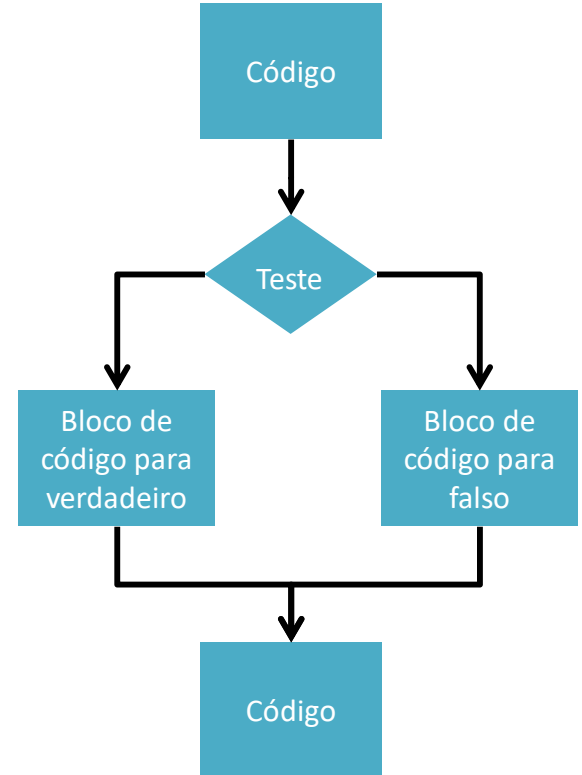 Código
Teste
Bloco de
código para
verdadeiro
Bloco de
código para
falso
Código